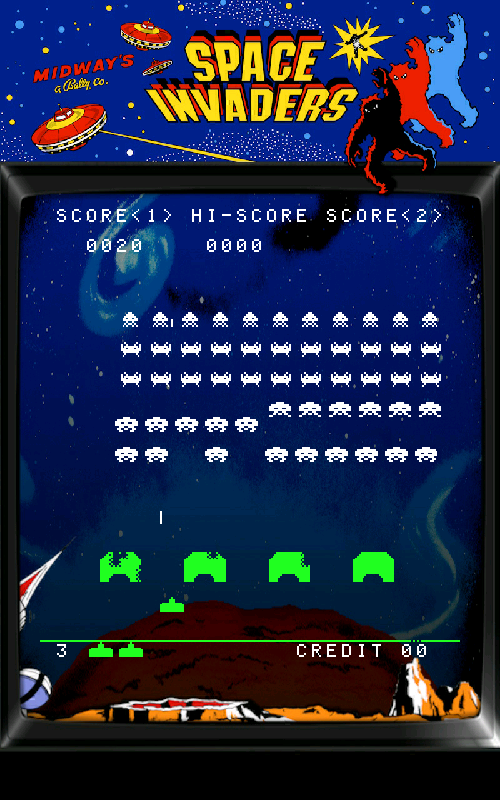 MIDWAY'S
a Bally Co.
SPACE
INVADERS
SCORE<1> HI-SCORE SCORE<2>
0020 0000
3 CREDIT 00